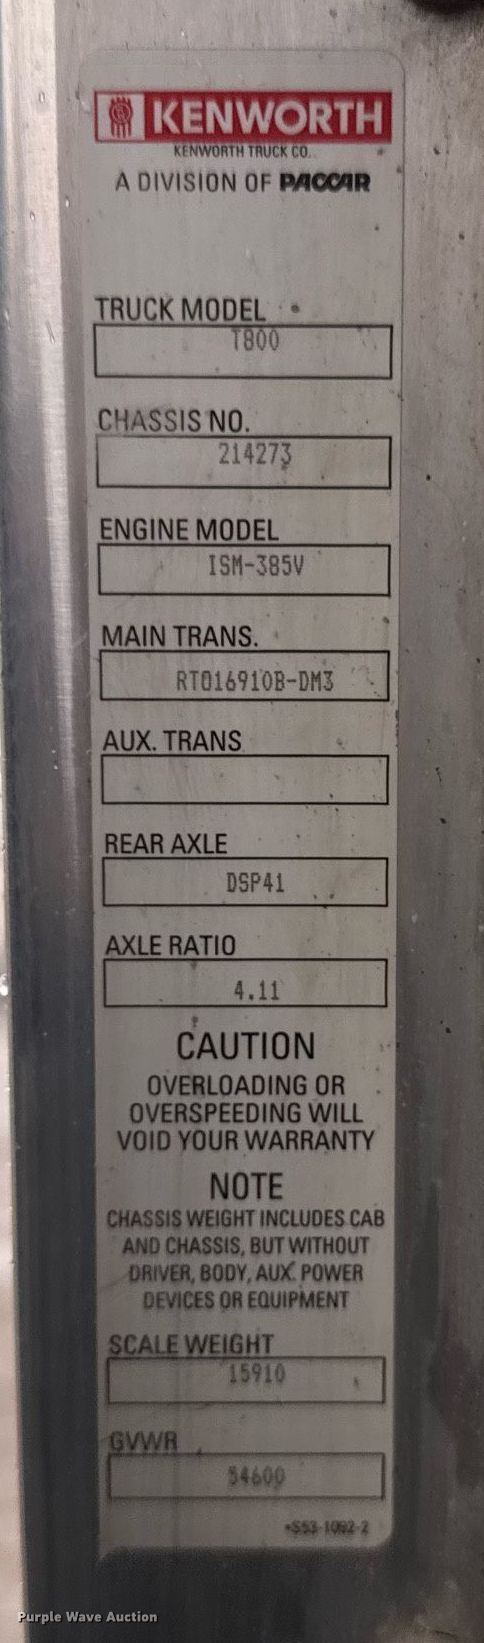 KENWORTH
KENWORTH TRUCK CO.
A DIVISION OF PACCAR
TRUCK MODEL
T800
CHASSIS NO.
214273
ENGINE MODEL
ISM-385V
MAIN TRANS.
RTO16910B-DM3
AUX. TRANS
REAR AXLE
DSP41
AXLE RATIO
4.11
CAUTION
OVERLOADING OR
OVERSPEEDING WILL
VOID YOUR WARRANTY
NOTE
CHASSIS WEIGHT INCLUDES CAB
AND CHASSIS, BUT WITHOUT
DRIVER, BODY, AUX. POWER
DEVICES OR EQUIPMENT
SCALE WEIGHT
15910
GVWR
54600
S53-1092-2
Purple Wave Auction